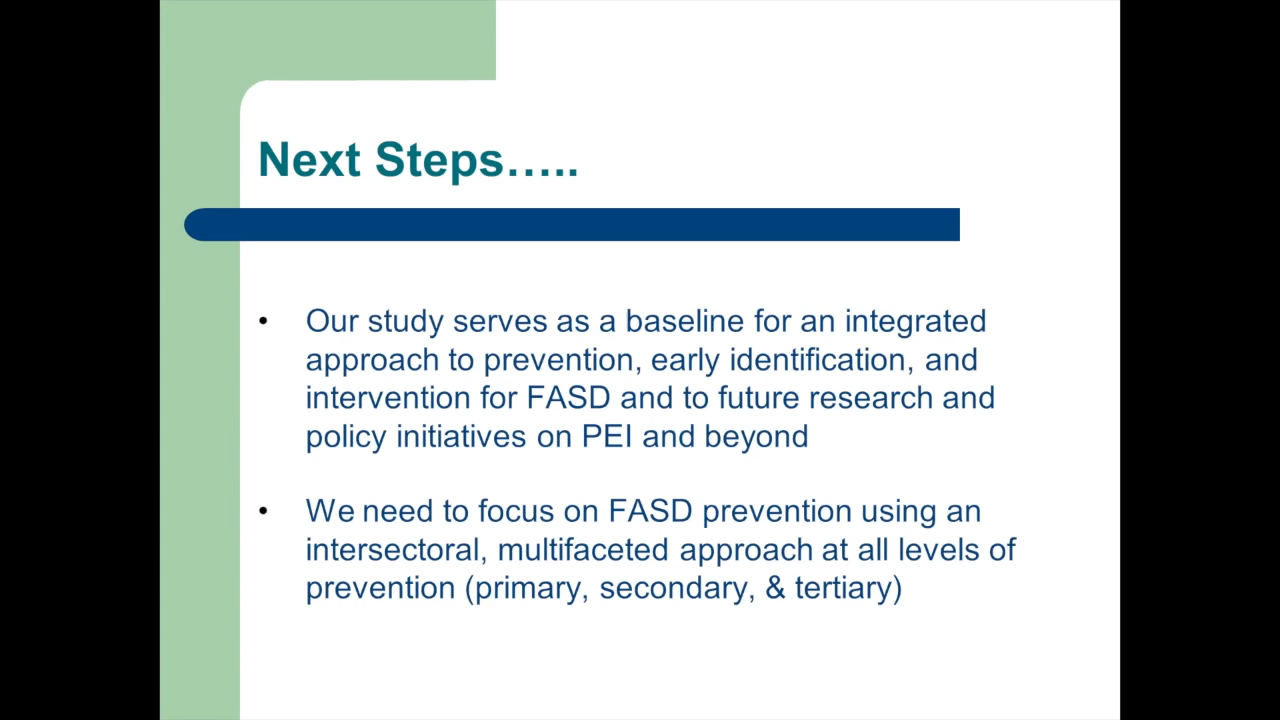 Next Steps…..
• Our study serves as a baseline for an integrated
approach to prevention, early identification, and
intervention for FASD and to future research and
policy initiatives on PEI and beyond
• We need to focus on FASD prevention using an
intersectoral, multifaceted approach at all levels of
prevention (primary, secondary, & tertiary)